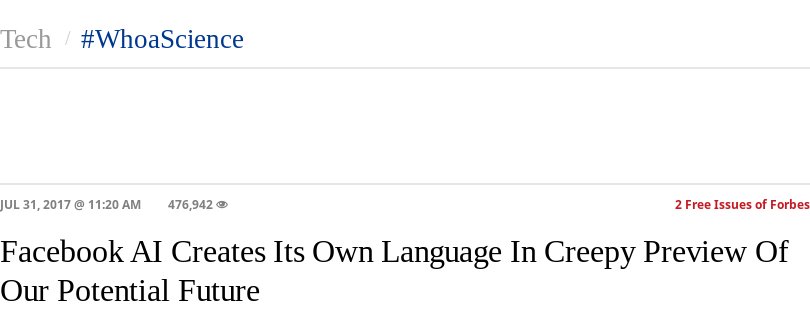 Tech / #WhoaScience
JUL 31, 2017 @ 11:20 AM 476,942 2 Free Issues of Forbes
Facebook AI Creates Its Own Language In Creepy Preview Of
Our Potential Future